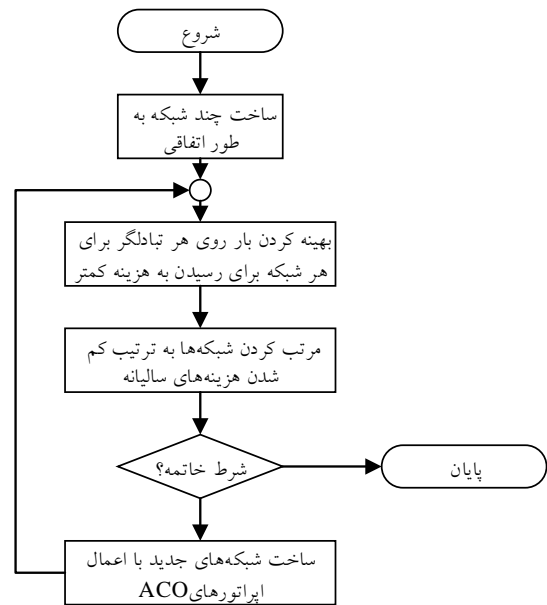 شروع
ساخت چند شبکه به
طور اتفاقی
بهینه کردن بار روی هر تبادلگر برای
هر شبکه برای رسیدن به هزینه کمتر
مرتب کردن شبکه‌ها به ترتیب کم
شدن هزینه‌های سالیانه
شرط خاتمه؟
پایان
ساخت شبکه‌های جدید با اعمال
اپراتورهایACO